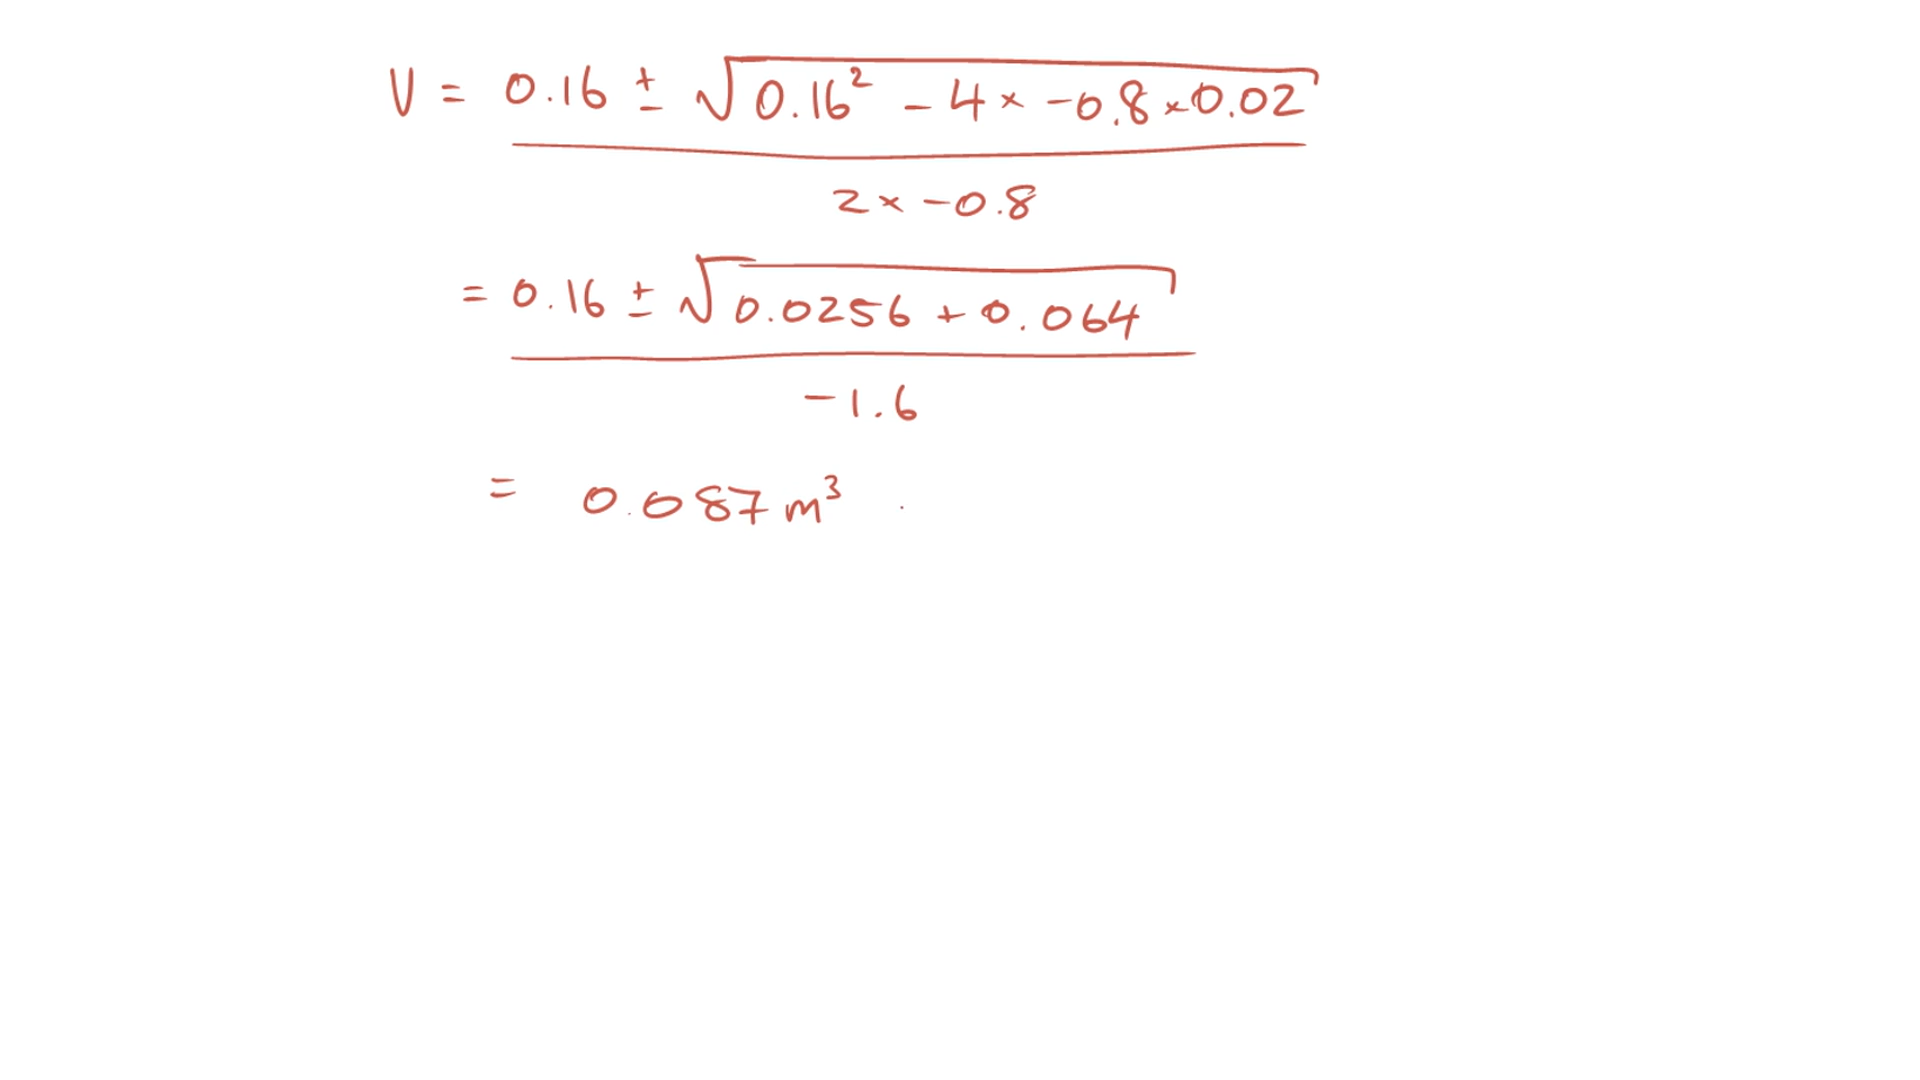 V = 0.16 ± √0.16² - 4 × -0.8 × 0.02
2 × -0.8
= 0.16 ± √0.0256 + 0.064
-1.6
= 0.087 m³